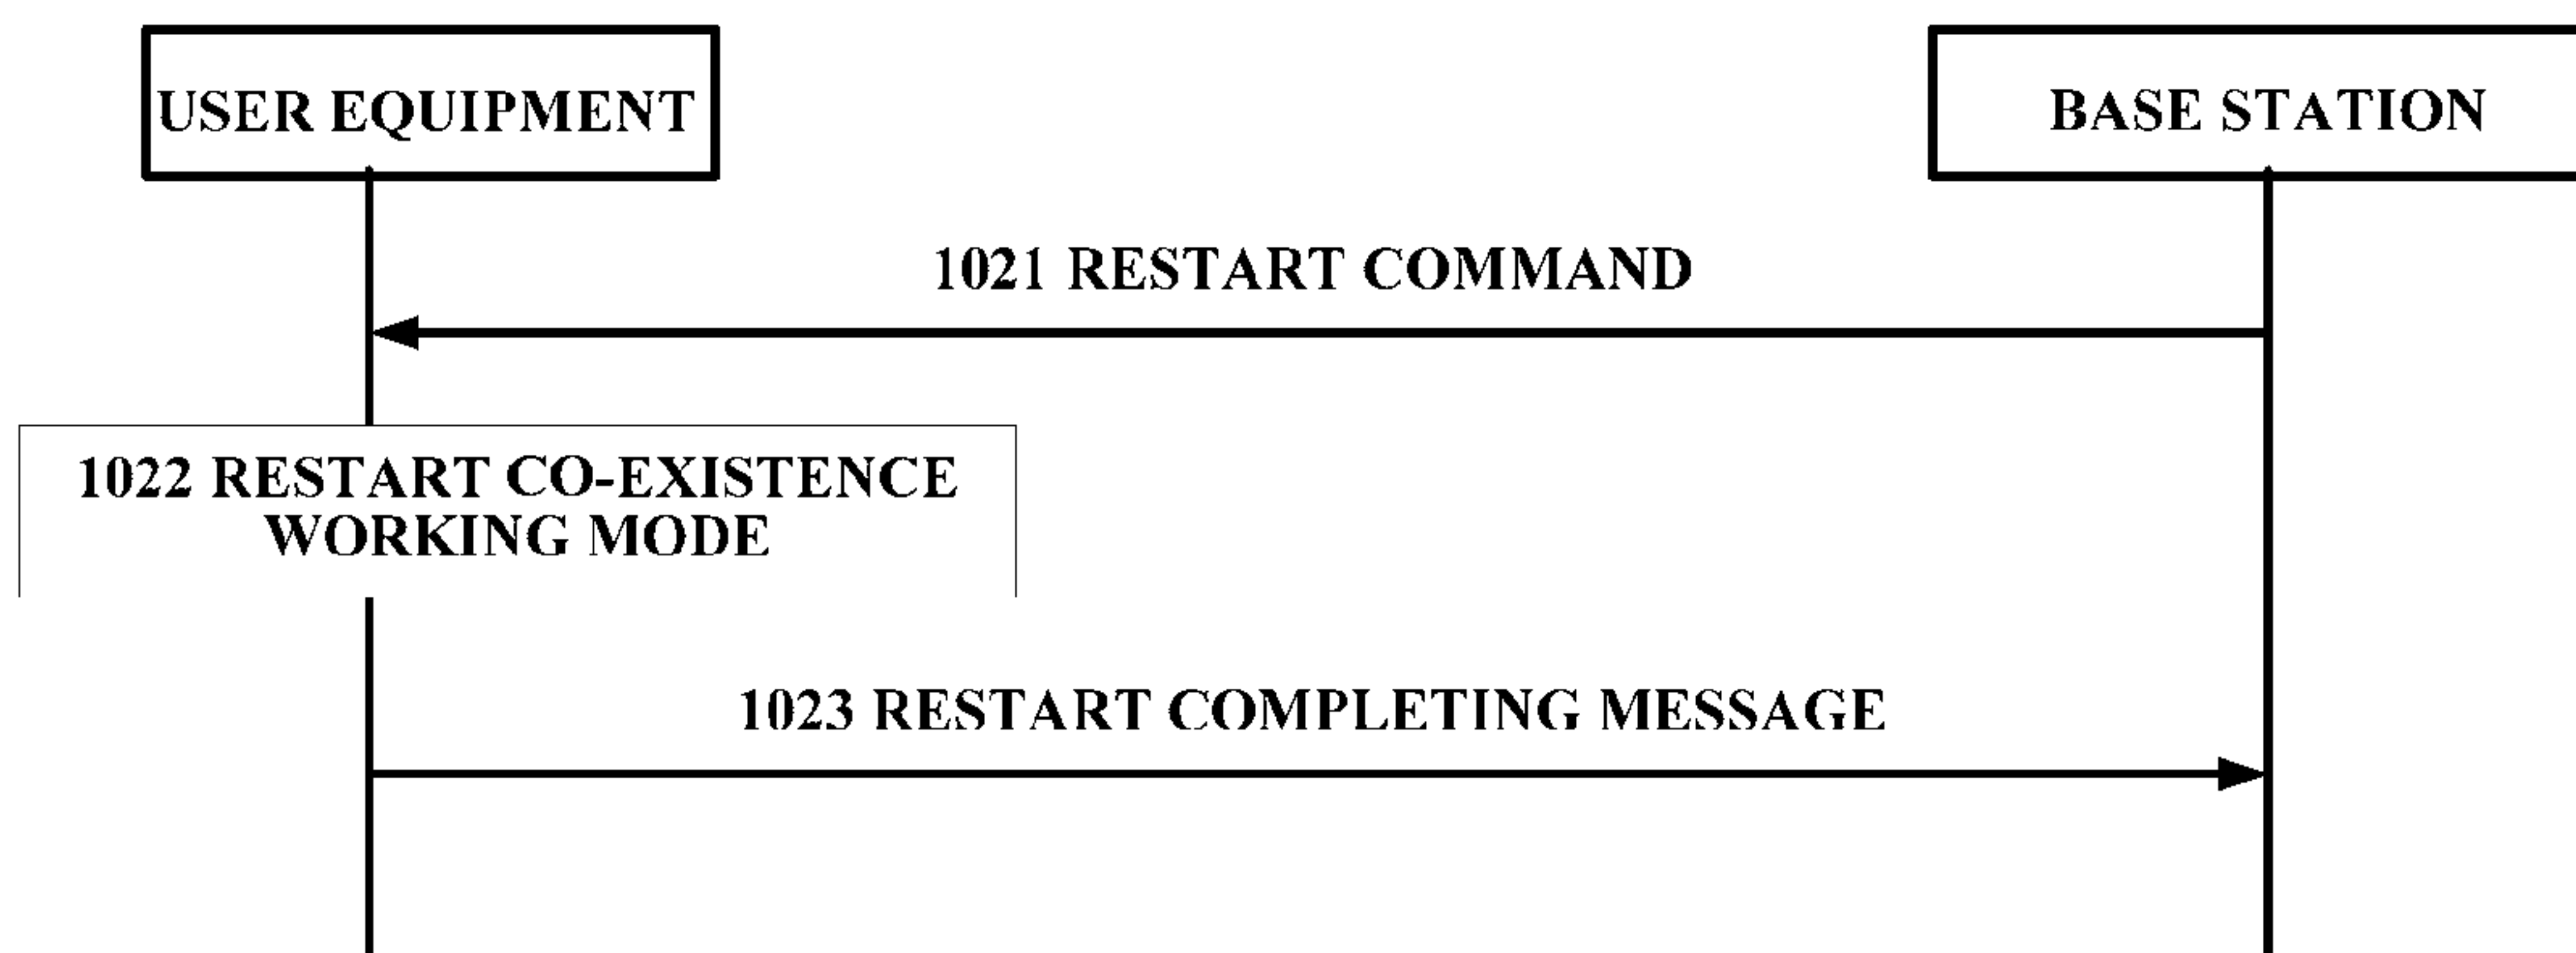 USER EQUIPMENT
BASE STATION
1021 RESTART COMMAND
1022 RESTART CO-EXISTENCE
WORKING MODE
1023 RESTART COMPLETING MESSAGE